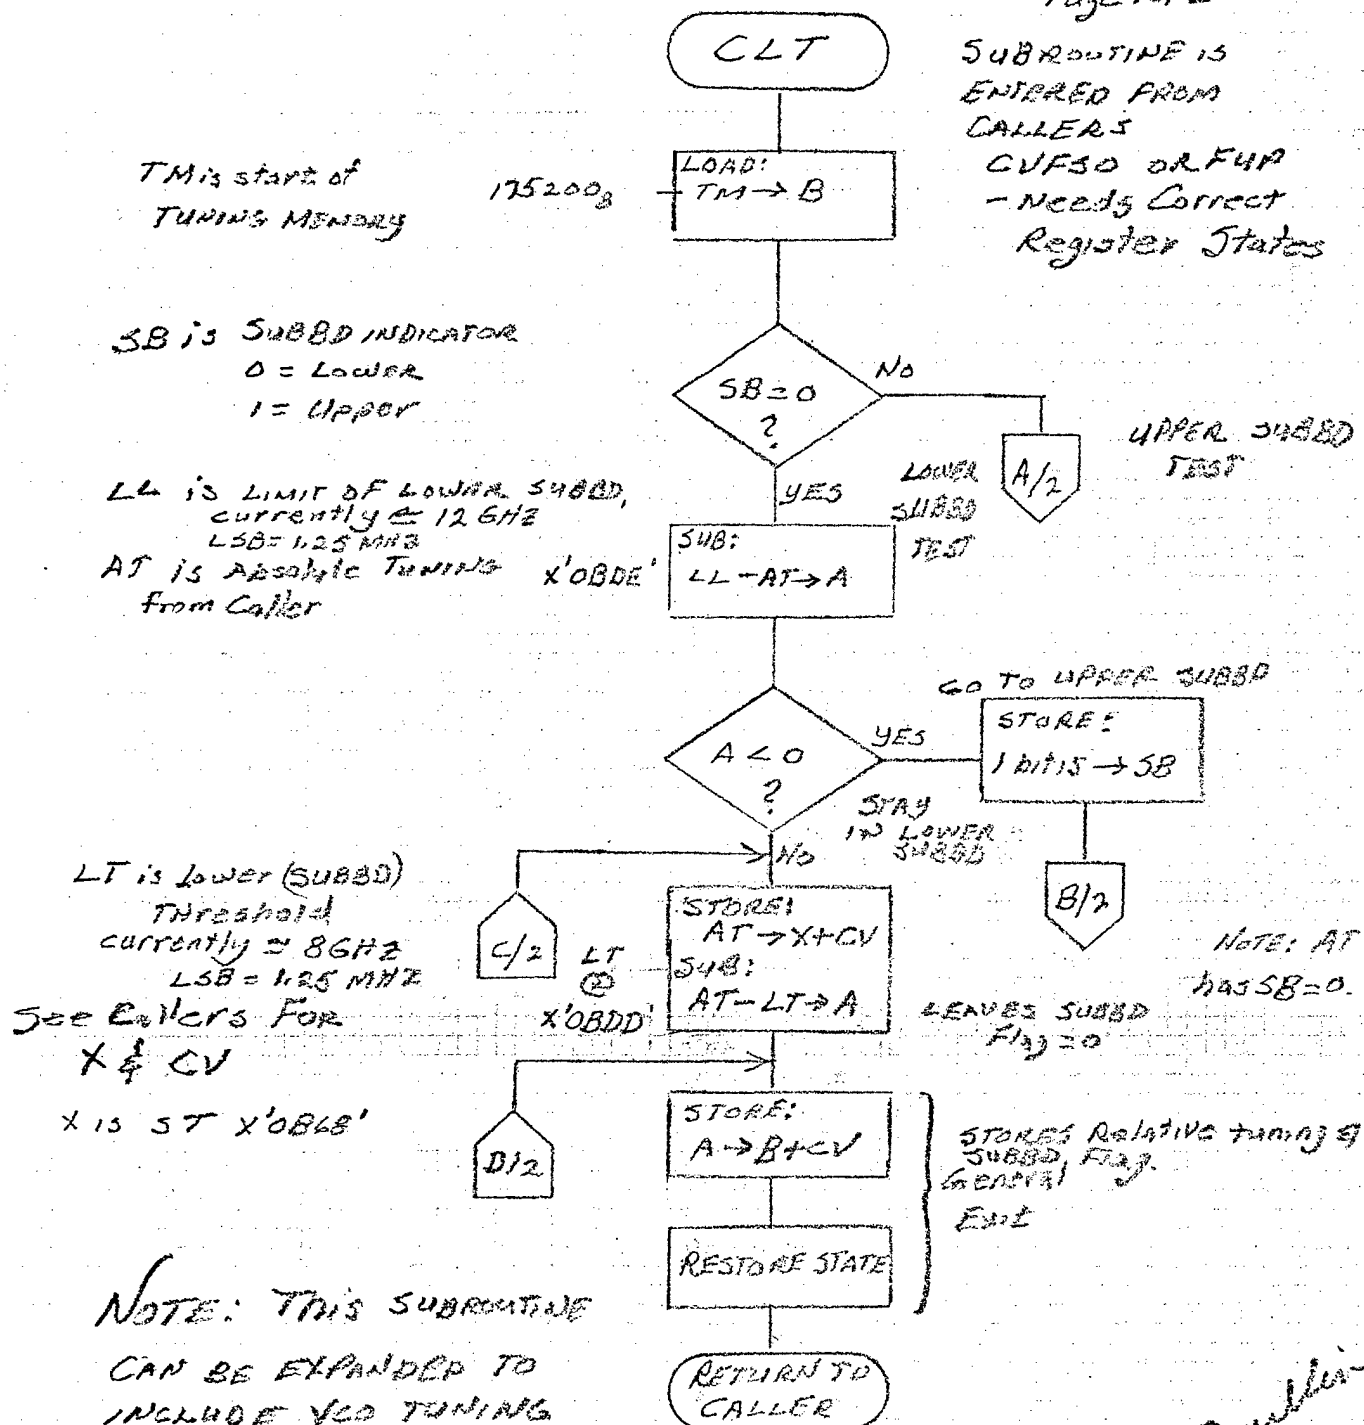 CLT
SUBROUTINE IS
ENTERED FROM
CALLERS
CVFSO OR F4P
- Needs Correct
Register States
TM is start of
TUNING MEMORY
175200₈
LOAD:
TM → B
SB is SUBBD INDICATOR
0 = LOWER
1 = Upper
SB = 0
?
NO
A/2
UPPER SUBBD
TEST
YES
LOWER
SUBBD
TEST
LL is LIMIT OF LOWER SUBBD,
currently ≅ 12 GHZ
LSB = 1.25 MHZ
AT is Absolute TUNING
from Caller
X'0BDE'
SUB:
LL - AT → A
A < 0
?
YES
GO TO UPPER SUBBD
STORE:
1 bit 15 → SB
B/2
STAY
IN LOWER
SUBBD
NO
LT is Lower (SUBBD)
THreshold
currently ≅ 8 GHZ
LSB = 1.25 MHZ
See Callers FOR
X & CV
X IS ST X'0B68'
C/2
LT
@
X'0BDD'
STORE:
AT → X+CV
SUB:
AT - LT → A
NOTE: AT
has SB=0.
LEAVES SUBBD
Flag = 0
D/2
STORE:
A → B+CV
RESTORE STATE
STORES Relative tuning &
SUBBD Flag.
General
Exit
NOTE: This SUBROUTINE
CAN BE EXPANDED TO
INCLUDE VCO TUNING
RETURN TO
CALLER